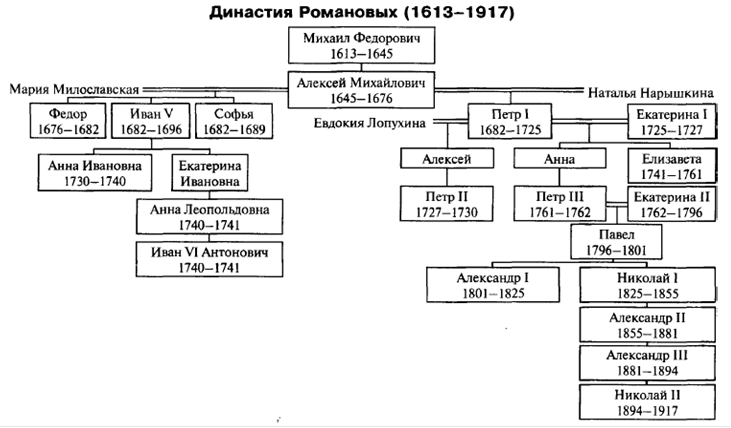 Династия Романовых (1613–1917)
Михаил Федорович
1613–1645
Мария Милославская
Алексей Михайлович
1645–1676
Наталья Нарышкина
Федор
1676–1682
Иван V
1682–1696
Софья
1682–1689
Евдокия Лопухина
Петр I
1682–1725
Екатерина I
1725–1727
Анна Ивановна
1730–1740
Екатерина
Ивановна
Алексей
Анна
Елизавета
1741–1761
Анна Леопольдовна
1740–1741
Петр II
1727–1730
Петр III
1761–1762
Екатерина II
1762–1796
Иван VI Антонович
1740–1741
Павел
1796–1801
Александр I
1801–1825
Николай I
1825–1855
Александр II
1855–1881
Александр III
1881–1894
Николай II
1894–1917